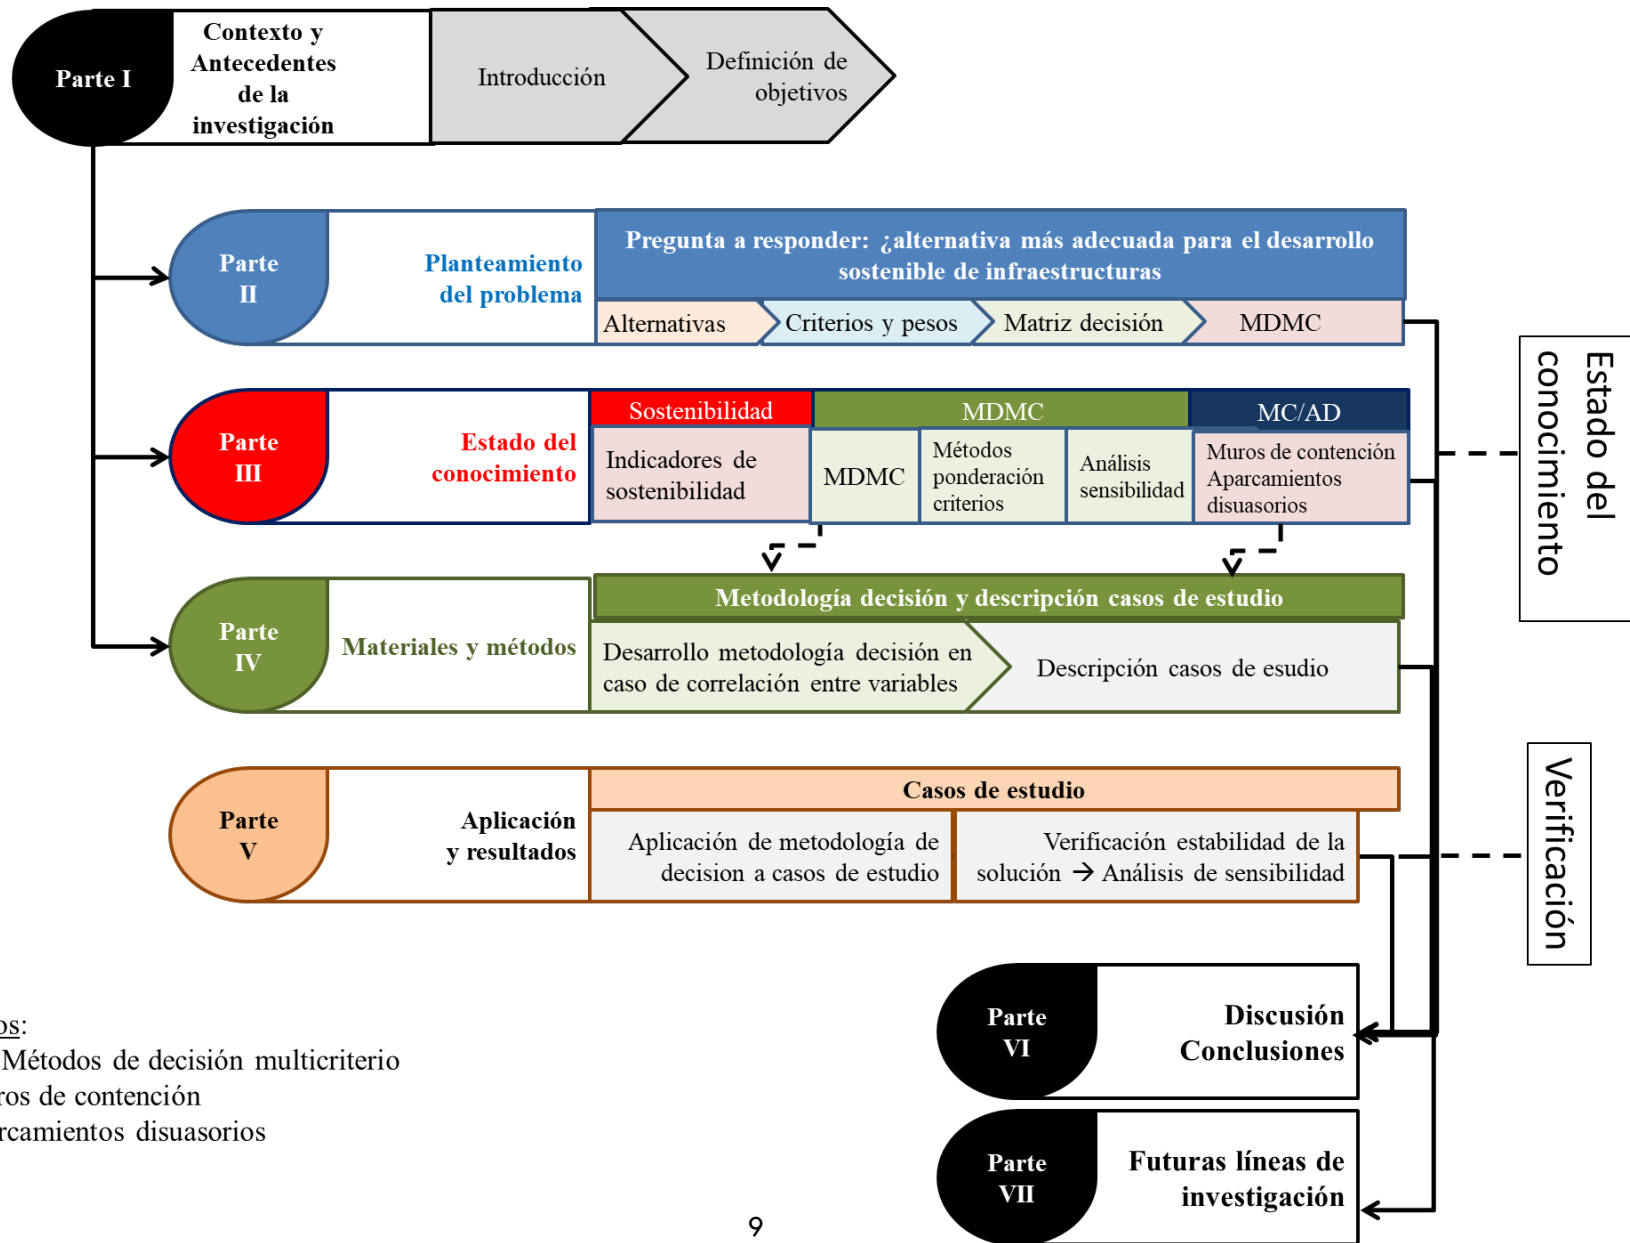 Parte I
Contexto y
Antecedentes
de la
investigación
Introducción
Definición de
objetivos
Parte
II
Planteamiento
del problema
Pregunta a responder: ¿alternativa más adecuada para el desarrollo
sostenible de infraestructuras
Alternativas
Criterios y pesos
Matriz decisión
MDMC
Parte
III
Estado del
conocimiento
Sostenibilidad
MDMC
MC/AD
Indicadores de
sostenibilidad
MDMC
Métodos
ponderación
criterios
Análisis
sensibilidad
Muros de contención
Aparcamientos
disuasorios
Estado del
conocimiento
Parte
IV
Materiales y métodos
Metodología decisión y descripción casos de estudio
Desarrollo metodología decisión en
caso de correlación entre variables
Descripción casos de esudio
Parte
V
Aplicación
y resultados
Casos de estudio
Aplicación de metodología de
decision a casos de estudio
Verificación estabilidad de la
solución → Análisis de sensibilidad
Verificación
Parte
VI
Discusión
Conclusiones
Parte
VII
Futuras líneas de
investigación
os:
Métodos de decisión multicriterio
ros de contención
rcamientos disuasorios
9